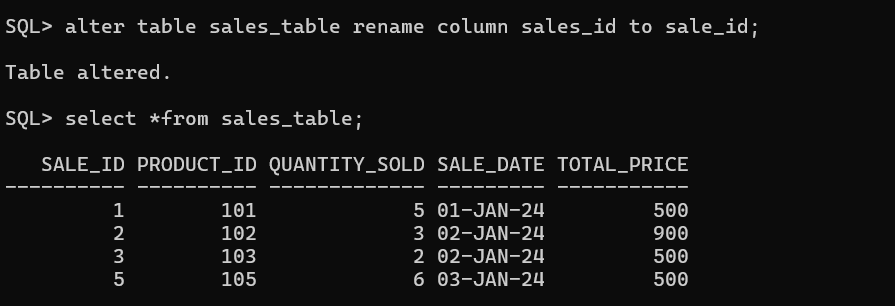 SQL> alter table sales_table rename column sales_id to sale_id;
Table altered.
SQL> select *from sales_table;
   SALE_ID PRODUCT_ID QUANTITY_SOLD SALE_DATE TOTAL_PRICE
---------- ---------- ------------- --------- -----------
         1        101             5 01-JAN-24         500
         2        102             3 02-JAN-24         900
         3        103             2 02-JAN-24         500
         5        105             6 03-JAN-24         500